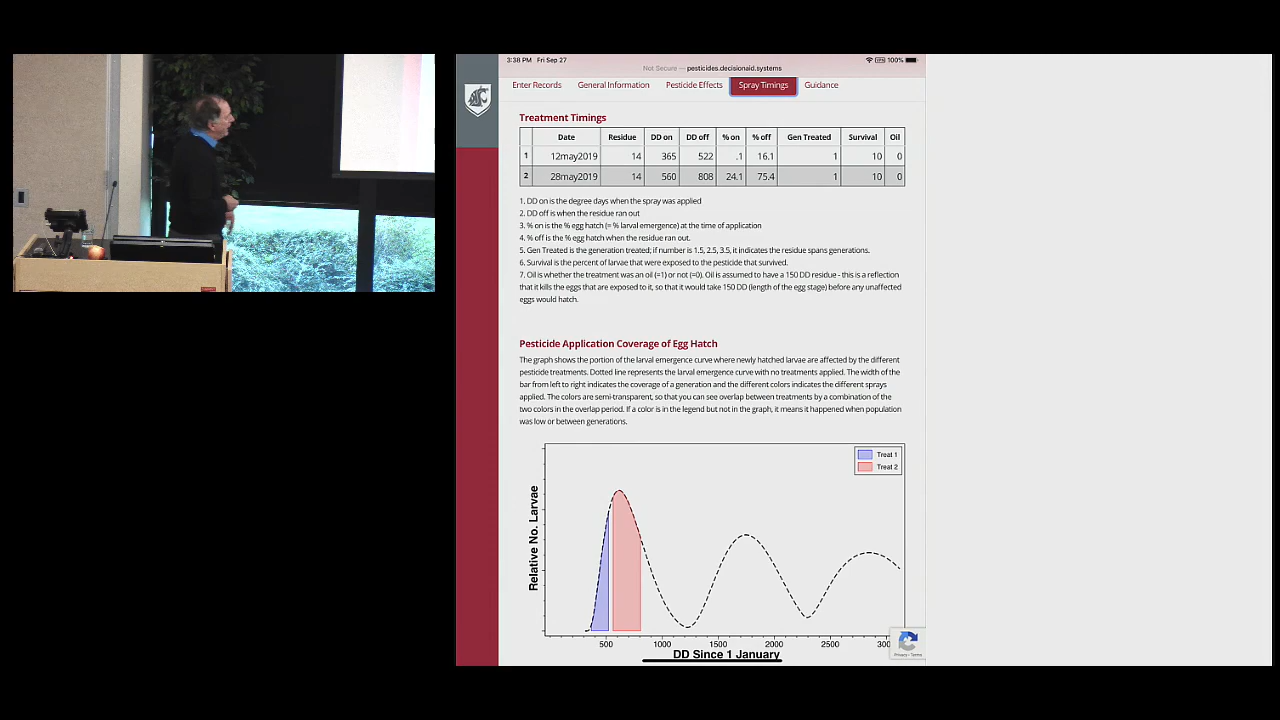 3:38 PM Fri Sep 27
100%
Not Secure — pesticides.decisionaid.systems
Enter Records General Information Pesticide Effects Spray Timings Guidance
Treatment Timings
Date Residue DD on DD off % on % off Gen Treated Survival Oil
1 12may2019 14 365 522 .1 16.1 1 10 0
2 28may2019 14 560 808 24.1 75.4 1 10 0
1. DD on is the degree days when the spray was applied
2. DD off is when the residue ran out
3. % on is the % egg hatch (= % larval emergence) at the time of application
4. % off is the % egg hatch when the residue ran out.
5. Gen Treated is the generation treated; if number is 1.5, 2.5, 3.5, it indicates the residue spans generations.
6. Survival is the percent of larvae that were exposed to the pesticide that survived.
7. Oil is whether the treatment was an oil (=1) or not (=0). Oil is assumed to have a 150 DD residue - this is a reflection
that it kills the eggs that are exposed to it, so that it would take 150 DD (length of the egg stage) before any unaffected
eggs would hatch.
Pesticide Application Coverage of Egg Hatch
The graph shows the portion of the larval emergence curve where newly hatched larvae are affected by the different
pesticide treatments. Dotted line represents the larval emergence curve with no treatments applied. The width of the
bar from left to right indicates the coverage of a generation and the different colors indicates the different sprays
applied. The colors are semi-transparent, so that you can see overlap between treatments by a combination of the
two colors in the overlap period. If a color is in the legend but not in the graph, it means it happened when population
was low or between generations.
Treat 1
Treat 2
Relative No. Larvae
500 1000 1500 2000 2500
DD Since 1 January
Privacy - Terms